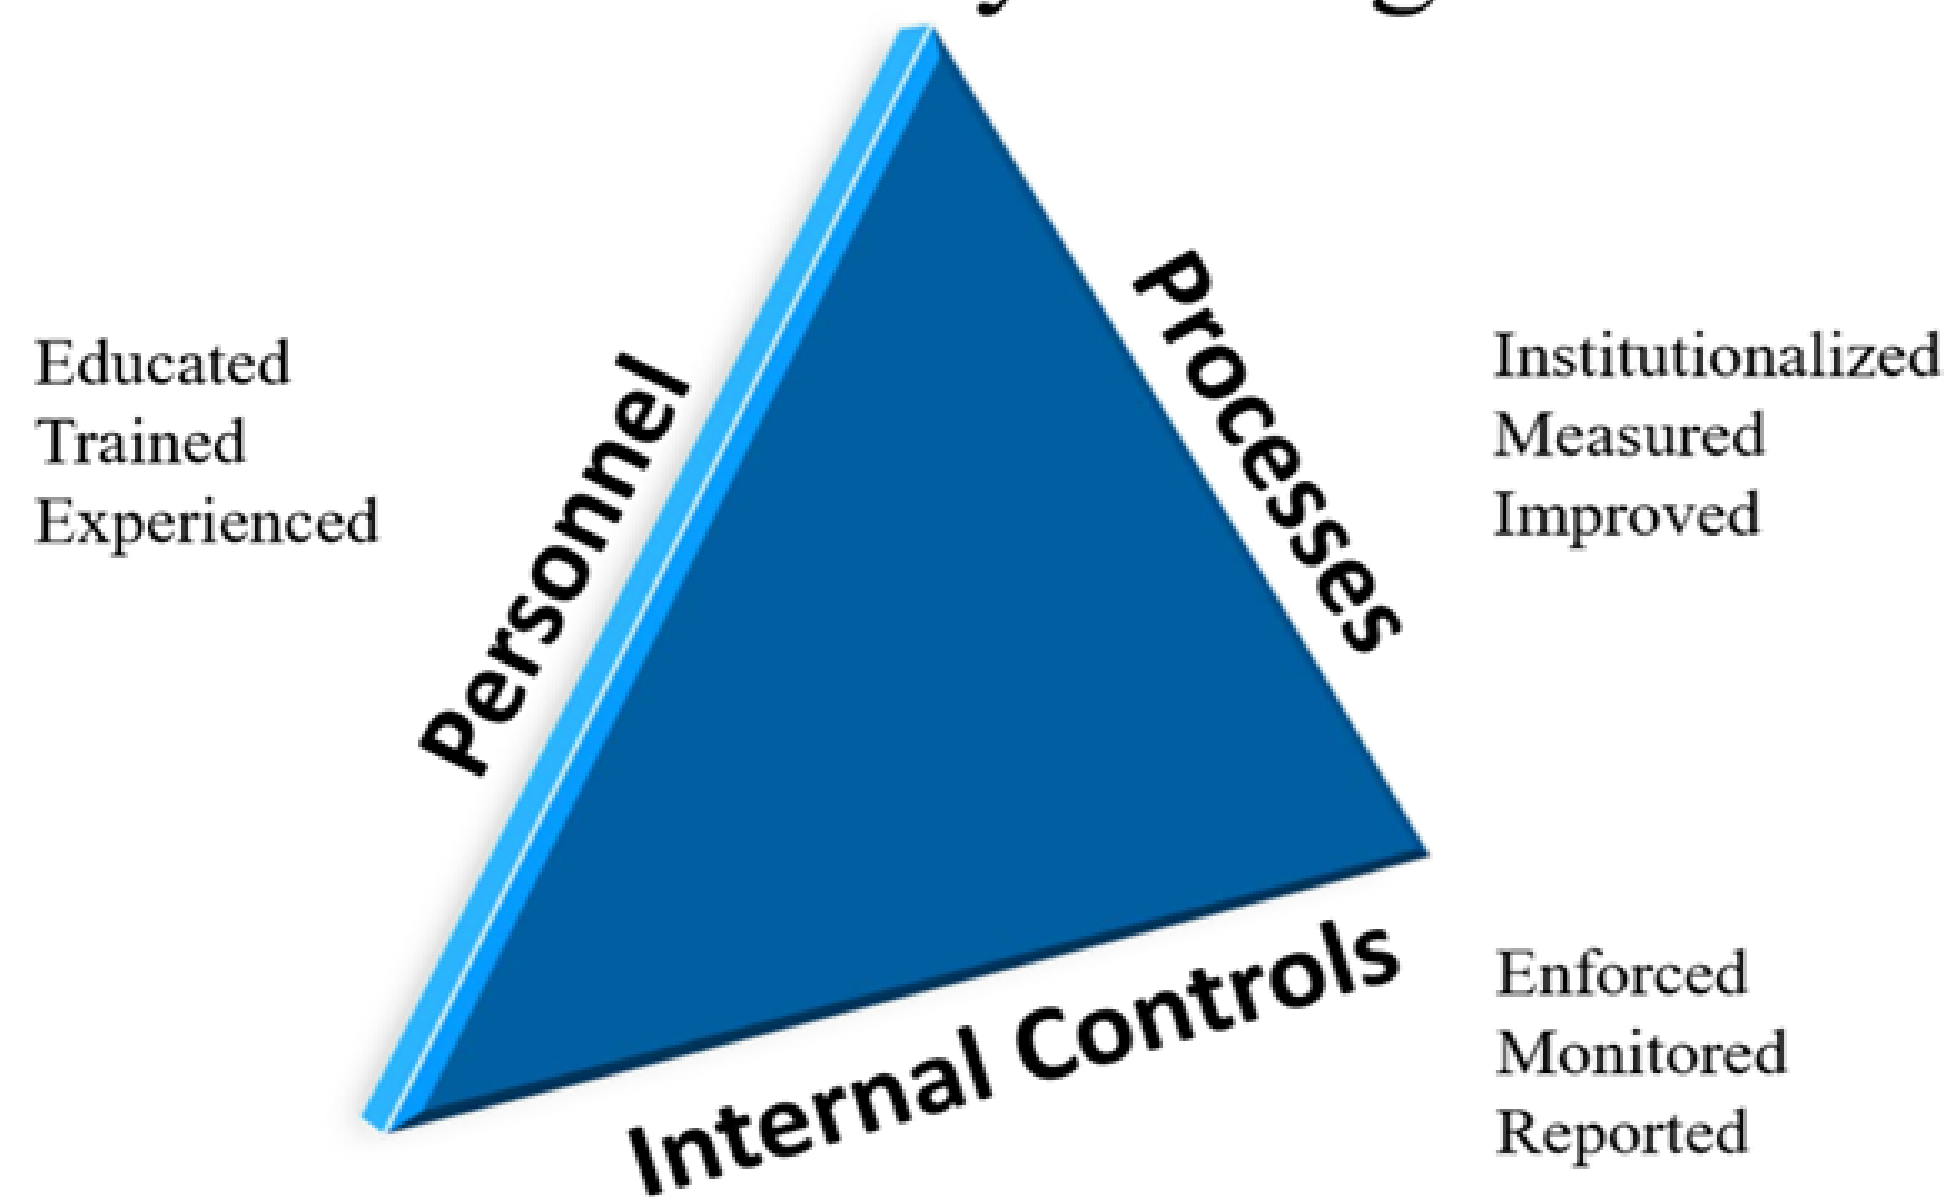 Educated
Trained
Experienced
Personnel
Processes
Institutionalized
Measured
Improved
Internal Controls
Enforced
Monitored
Reported